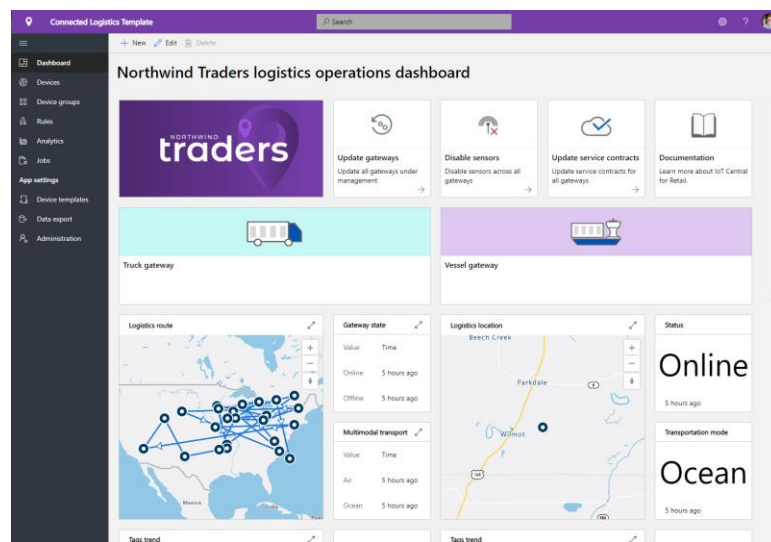 Connected Logistics Template
Search
?
New
Edit
Delete
Dashboard
Devices
Device groups
Rules
Analytics
Jobs
App settings
Device templates
Data export
Administration
Northwind Traders logistics operations dashboard
NORTHWIND
traders
Update gateways
Update all gateways under
management
Disable sensors
Disable sensors across all
gateways
Update service contracts
Update service contracts for
all gateways
Documentation
Learn more about IoT Central
for Retail.
Truck gateway
Vessel gateway
Logistics route
Mexico
Cuba
Gateway state
Value Time
Online 5 hours ago
Offline 5 hours ago
Multimodal transport
Value Time
Air 5 hours ago
Ocean 5 hours ago
Logistics location
Beech Creek
Parkdale
Wilmot
165
Status
Online
5 hours ago
Transportation mode
Ocean
5 hours ago
Tags trend
Tags trend